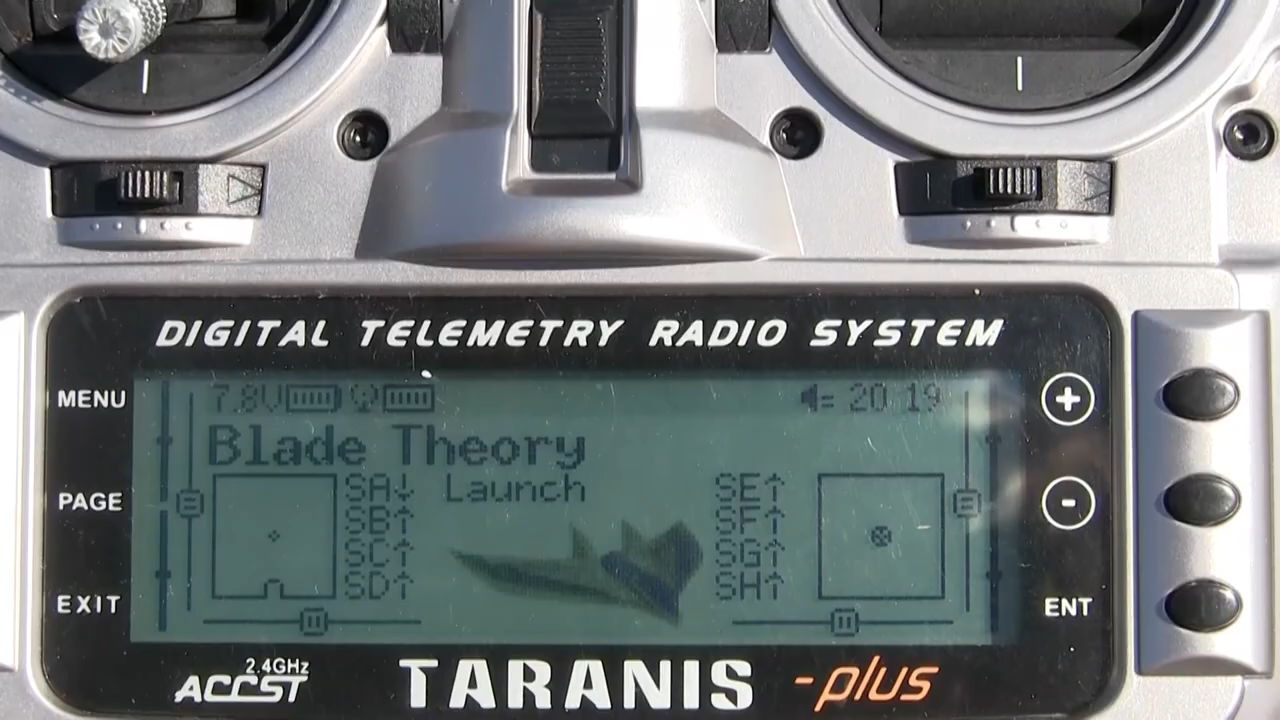 DIGITAL TELEMETRY RADIO SYSTEM
MENU
PAGE
EXIT
7.8V
20:19
Blade Theory
Launch
SA↓
SB↑
SC↑
SD↑
SE↑
SF↑
SG↑
SH↑
+
-
ENT
2.4GHz
ACCST
TARANIS -plus